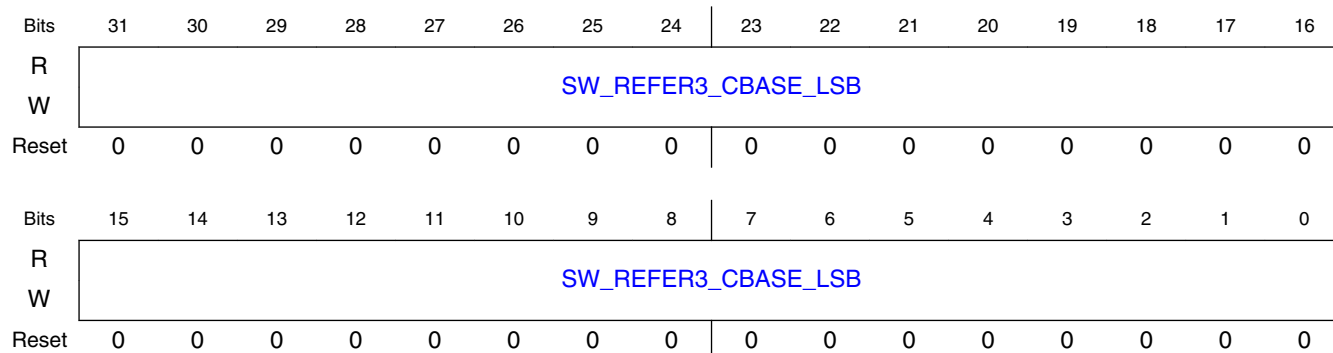 Bits 31 30 29 28 27 26 25 24 23 22 21 20 19 18 17 16
R
SW_REFER3_CBASE_LSB
W
Reset 0 0 0 0 0 0 0 0 0 0 0 0 0 0 0 0
Bits 15 14 13 12 11 10 9 8 7 6 5 4 3 2 1 0
R
SW_REFER3_CBASE_LSB
W
Reset 0 0 0 0 0 0 0 0 0 0 0 0 0 0 0 0